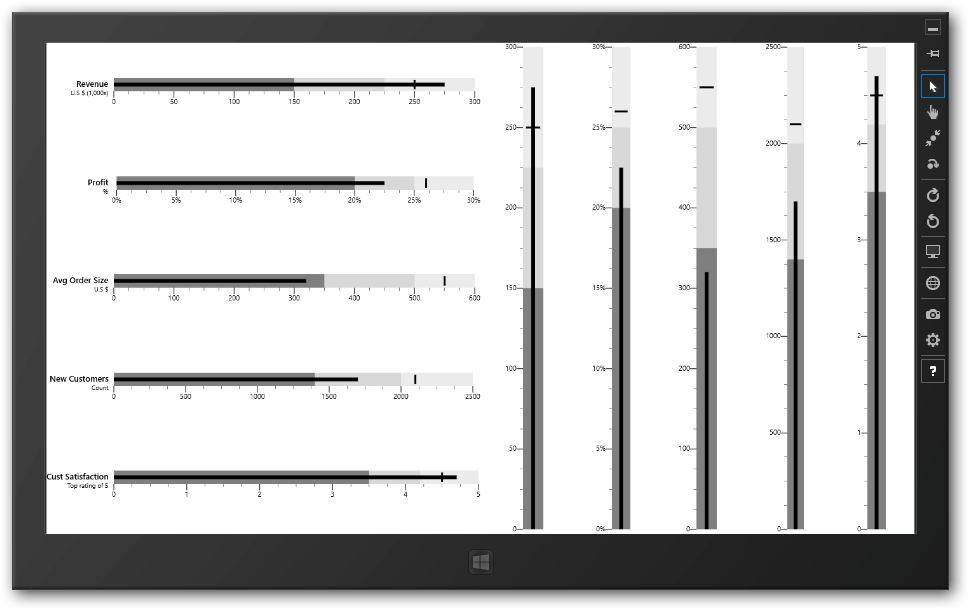 Revenue
U.S $ (1,000s)
0 50 100 150 200 250 300
Profit
%
0% 5% 10% 15% 20% 25% 30%
Avg Order Size
U.S $
0 100 200 300 400 500 600
New Customers
Count
0 500 1000 1500 2000 2500
Cust Satisfaction
Top rating of 5
0 1 2 3 4 5
300
250
200
150
100
50
0
30%
25%
20%
15%
10%
5%
0%
600
500
400
300
200
100
0
2500
2000
1500
1000
500
0
5
4
3
2
1
0
?